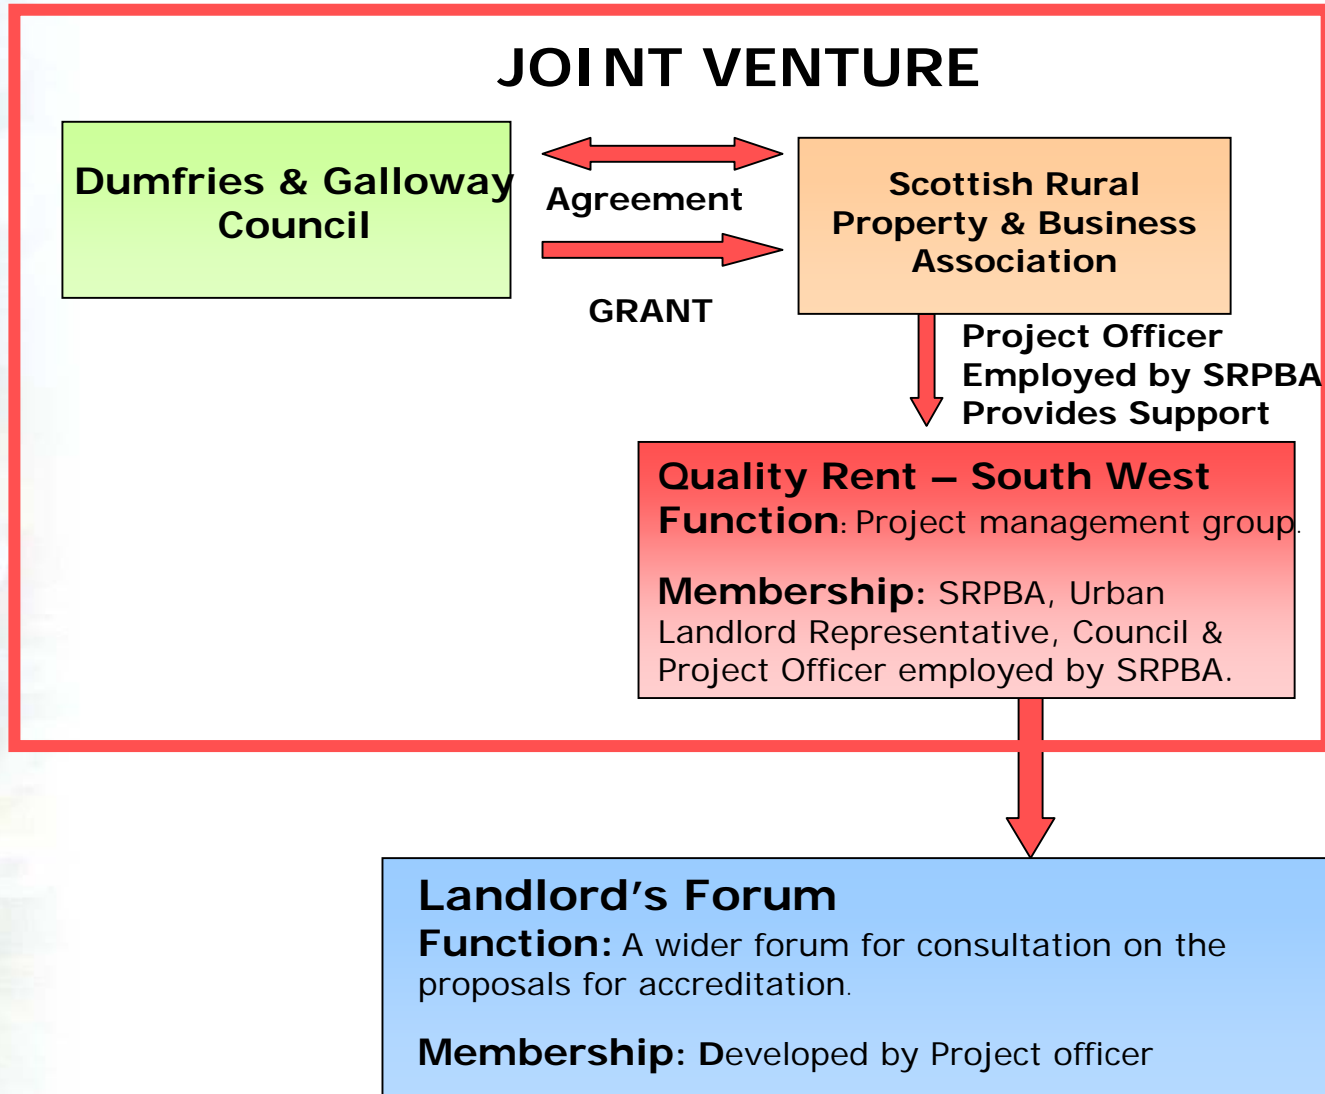 JOINT VENTURE
Dumfries & Galloway
Council
Agreement
GRANT
Scottish Rural
Property & Business
Association
Project Officer
Employed by SRPBA
Provides Support
Quality Rent – South West
Function: Project management group.
Membership: SRPBA, Urban
Landlord Representative, Council &
Project Officer employed by SRPBA.
Landlord’s Forum
Function: A wider forum for consultation on the
proposals for accreditation.
Membership: Developed by Project officer